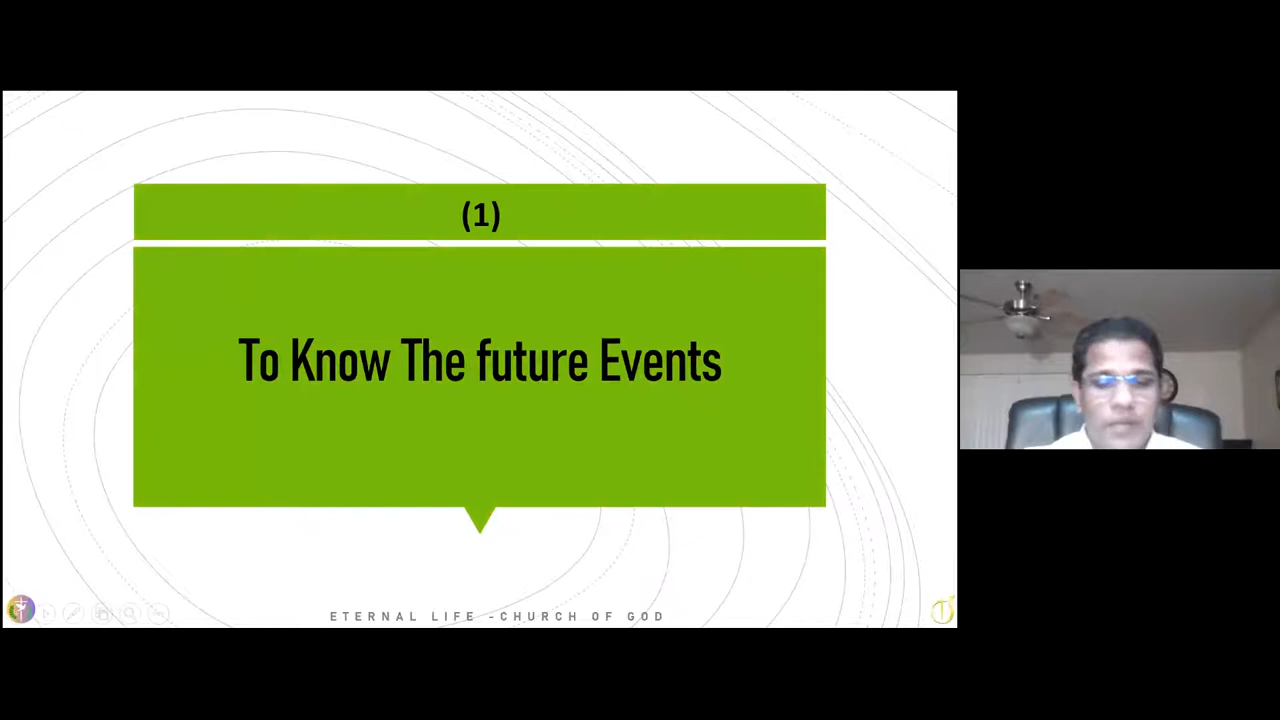 (1)
To Know The future Events
ETERNAL LIFE -CHURCH OF GOD